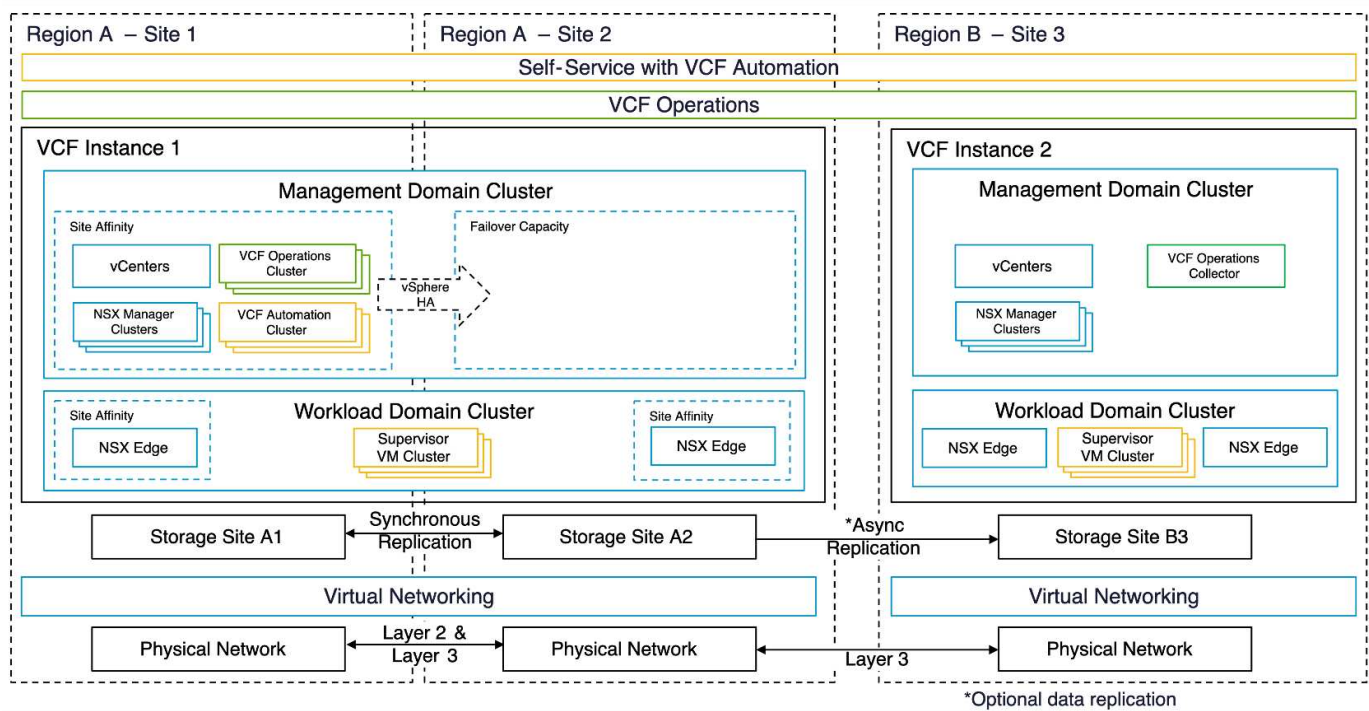 Region A – Site 1
Region A – Site 2
Region B – Site 3
Self-Service with VCF Automation
VCF Operations
VCF Instance 1
Management Domain Cluster
Site Affinity
vCenters
VCF Operations
Cluster
NSX Manager
Clusters
VCF Automation
Cluster
vSphere
HA
Failover Capacity
Workload Domain Cluster
Site Affinity
NSX Edge
Supervisor
VM Cluster
Site Affinity
NSX Edge
VCF Instance 2
Management Domain Cluster
vCenters
VCF Operations
Collector
NSX Manager
Clusters
Workload Domain Cluster
NSX Edge
Supervisor
VM Cluster
NSX Edge
Storage Site A1
Synchronous
Replication
Storage Site A2
*Async
Replication
Storage Site B3
Virtual Networking
Virtual Networking
Physical Network
Layer 2 &
Layer 3
Physical Network
Layer 3
Physical Network
*Optional data replication